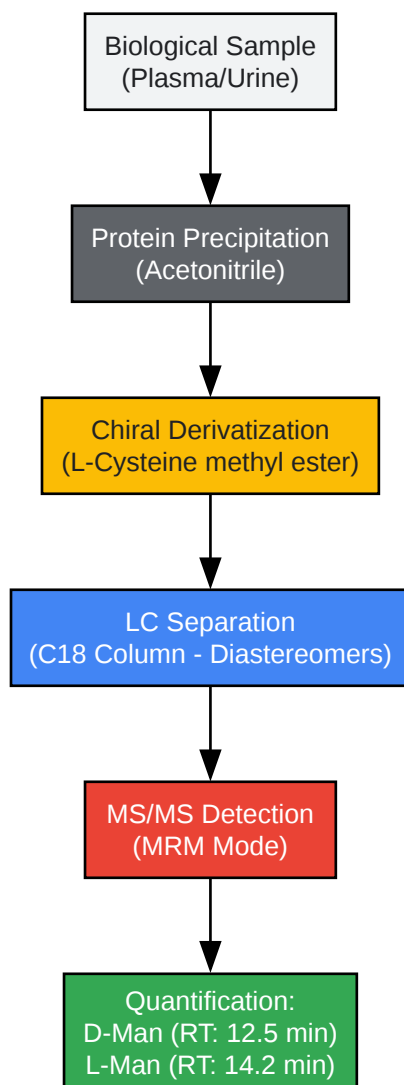 Biological Sample
(Plasma/Urine)
Protein Precipitation
(Acetonitrile)
Chiral Derivatization
(L-Cysteine methyl ester)
LC Separation
(C18 Column - Diastereomers)
MS/MS Detection
(MRM Mode)
Quantification:
D-Man (RT: 12.5 min)
L-Man (RT: 14.2 min)